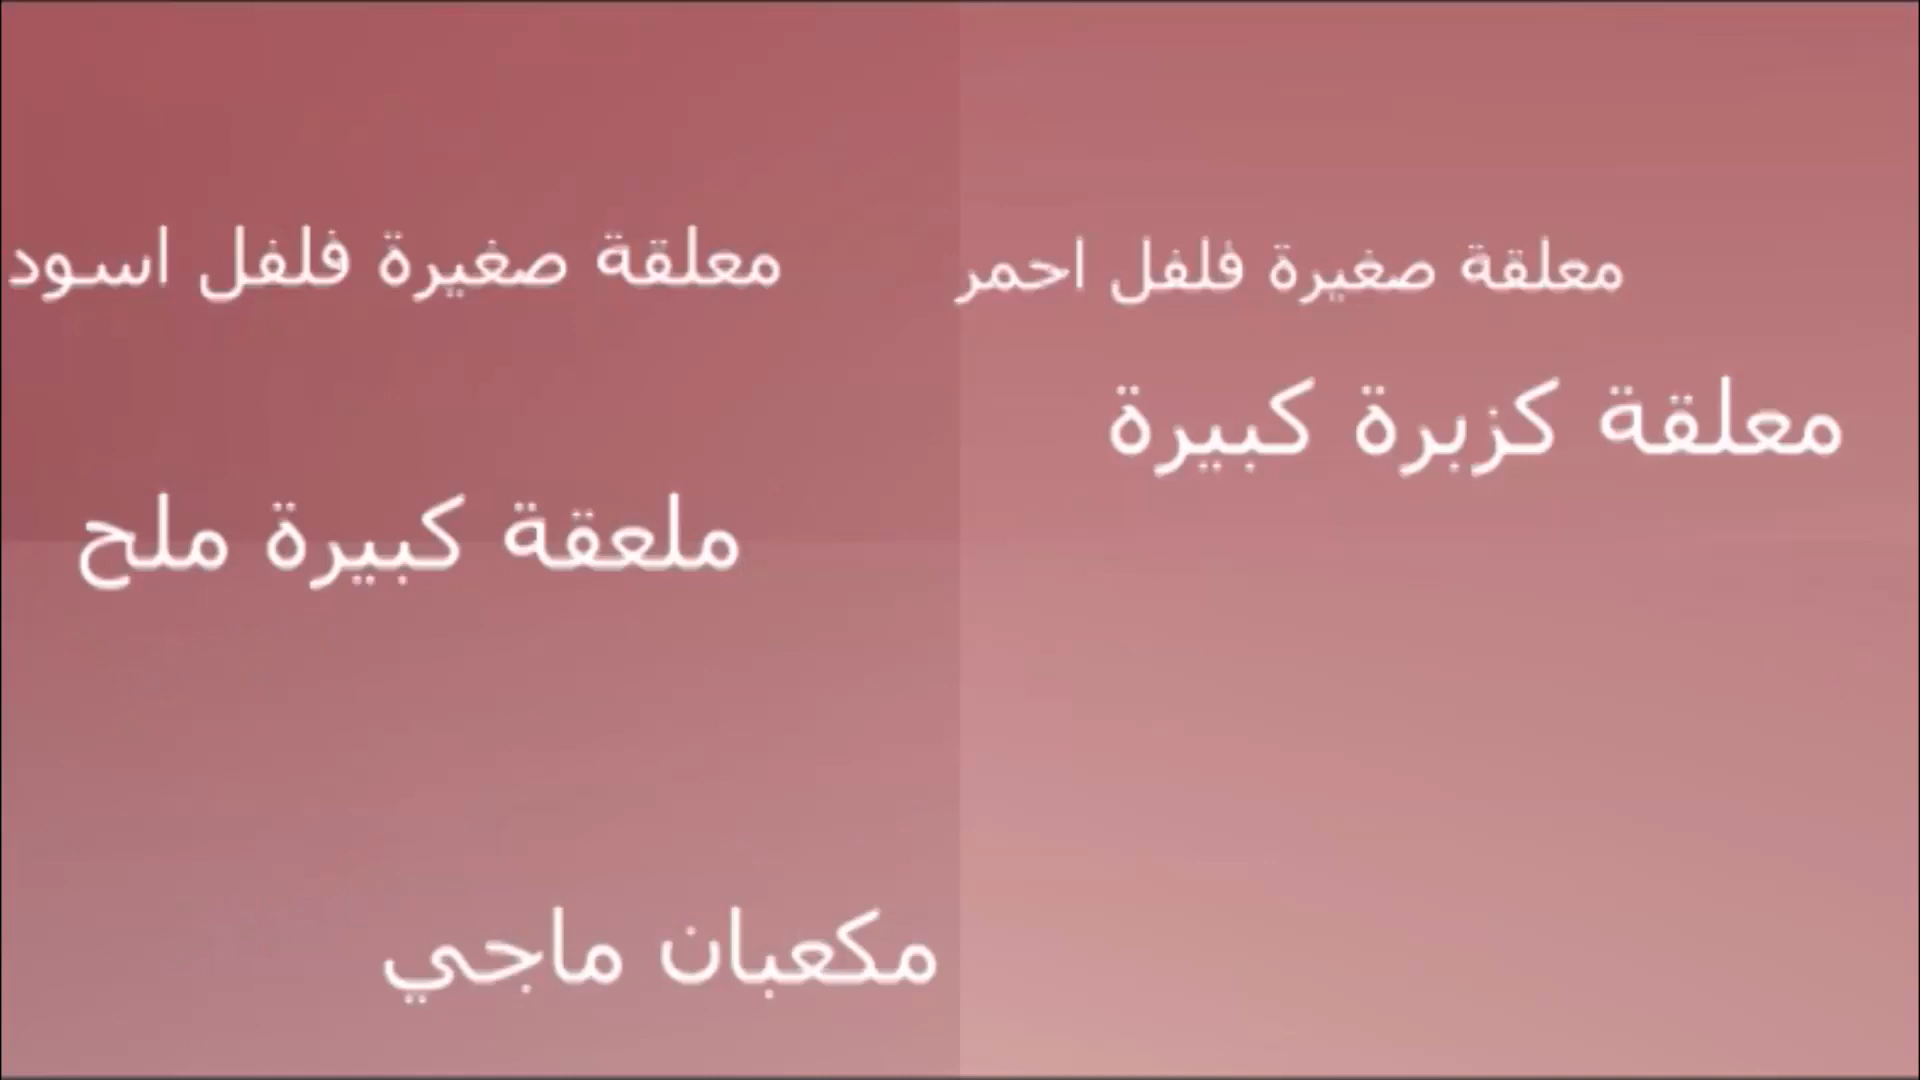 معلقة صغيرة فلفل احمر
معلقة صغيرة فلفل اسود
معلقة كزبرة كبيرة
ملعقة كبيرة ملح
مكعبان ماجي